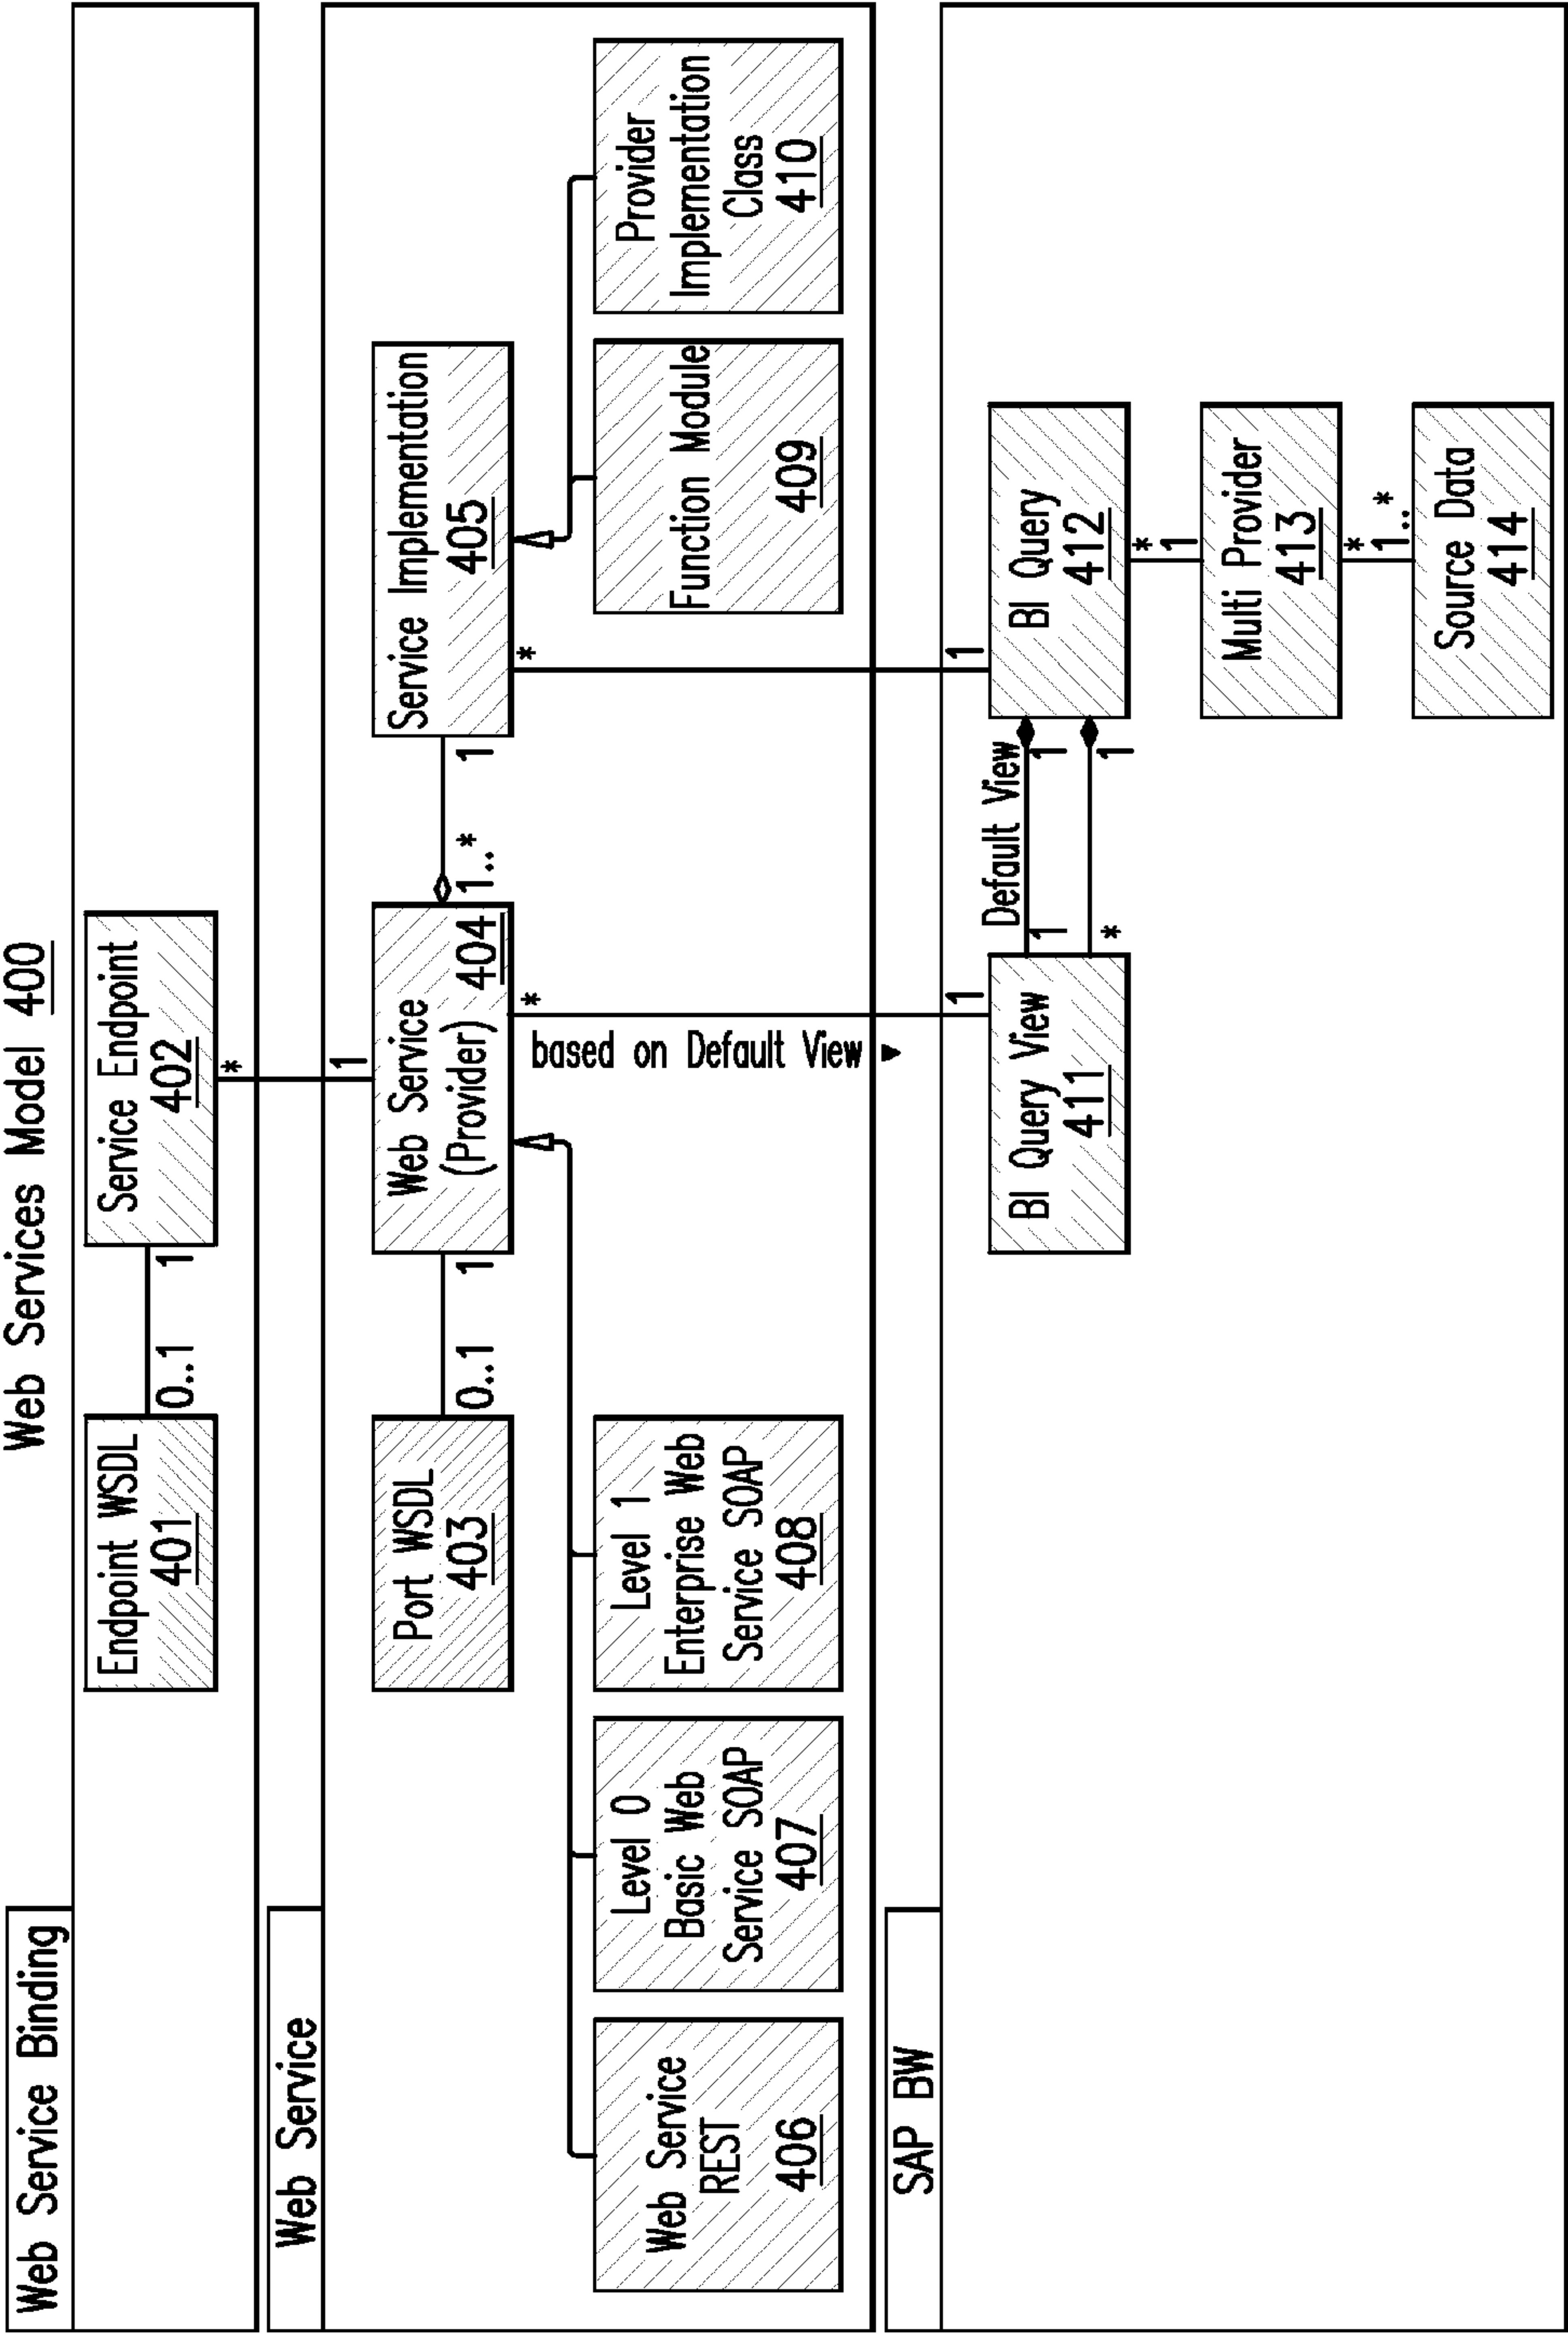 Web Services Model 400
Web Service Binding
Endpoint WSDL
401
0..1
1
Service Endpoint
402
*
Web Service
1
Port WSDL
403
0..1
1
Web Service
(Provider) 404
1..*
1
Service Implementation
405
*
*
based on Default View ►
Web Service
REST
406
Level 0
Basic Web
Service SOAP
407
Level 1
Enterprise Web
Service SOAP
408
Function Module
409
Provider
Implementation
Class
410
SAP BW
1
1
BI Query View
411
Default View
1
1
*
1
BI Query
412
*
1
Multi Provider
413
*
1..*
Source Data
414